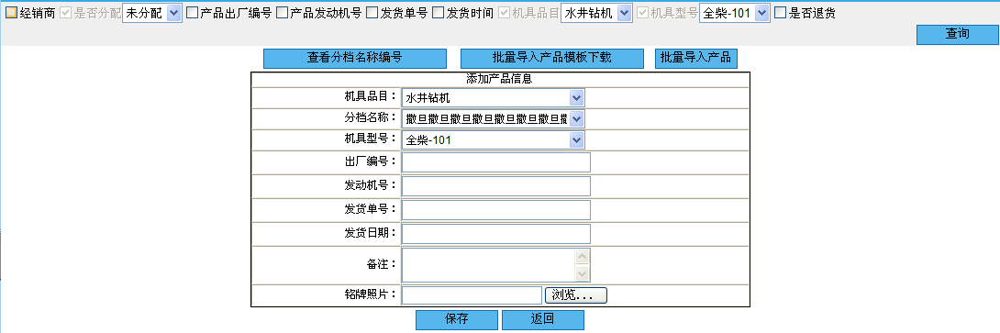 经销商 是否分配 未分配 产品出厂编号 产品发动机号 发货单号 发货时间 机具品目 水井钻机 机具型号 全柴-101 是否退货
查询
查看分档名称编号 批量导入产品模板下载 批量导入产品
添加产品信息
机具品目： 水井钻机
分档名称： 撒旦撒旦撒旦撒旦撒旦撒旦撒旦撒
机具型号： 全柴-101
出厂编号：
发动机号：
发货单号：
发货日期：
备注：
铭牌照片： 浏览...
保存 返回